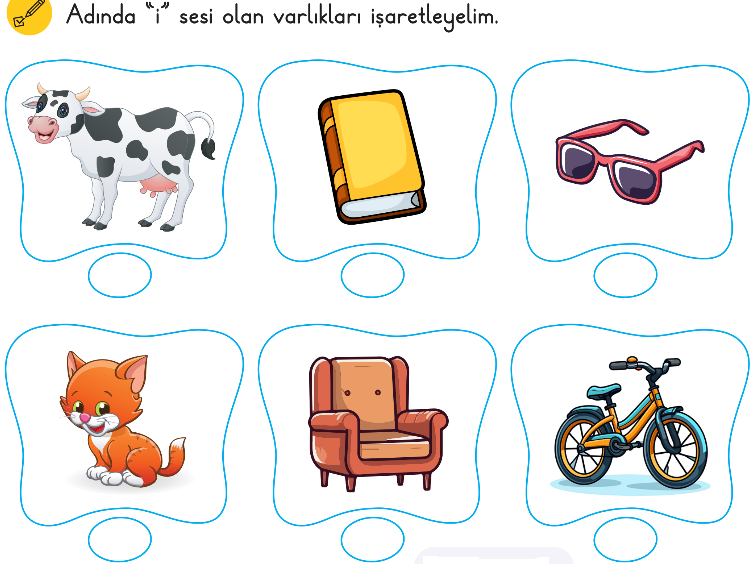 Adında “i” sesi olan varlıkları işaretleyelim.